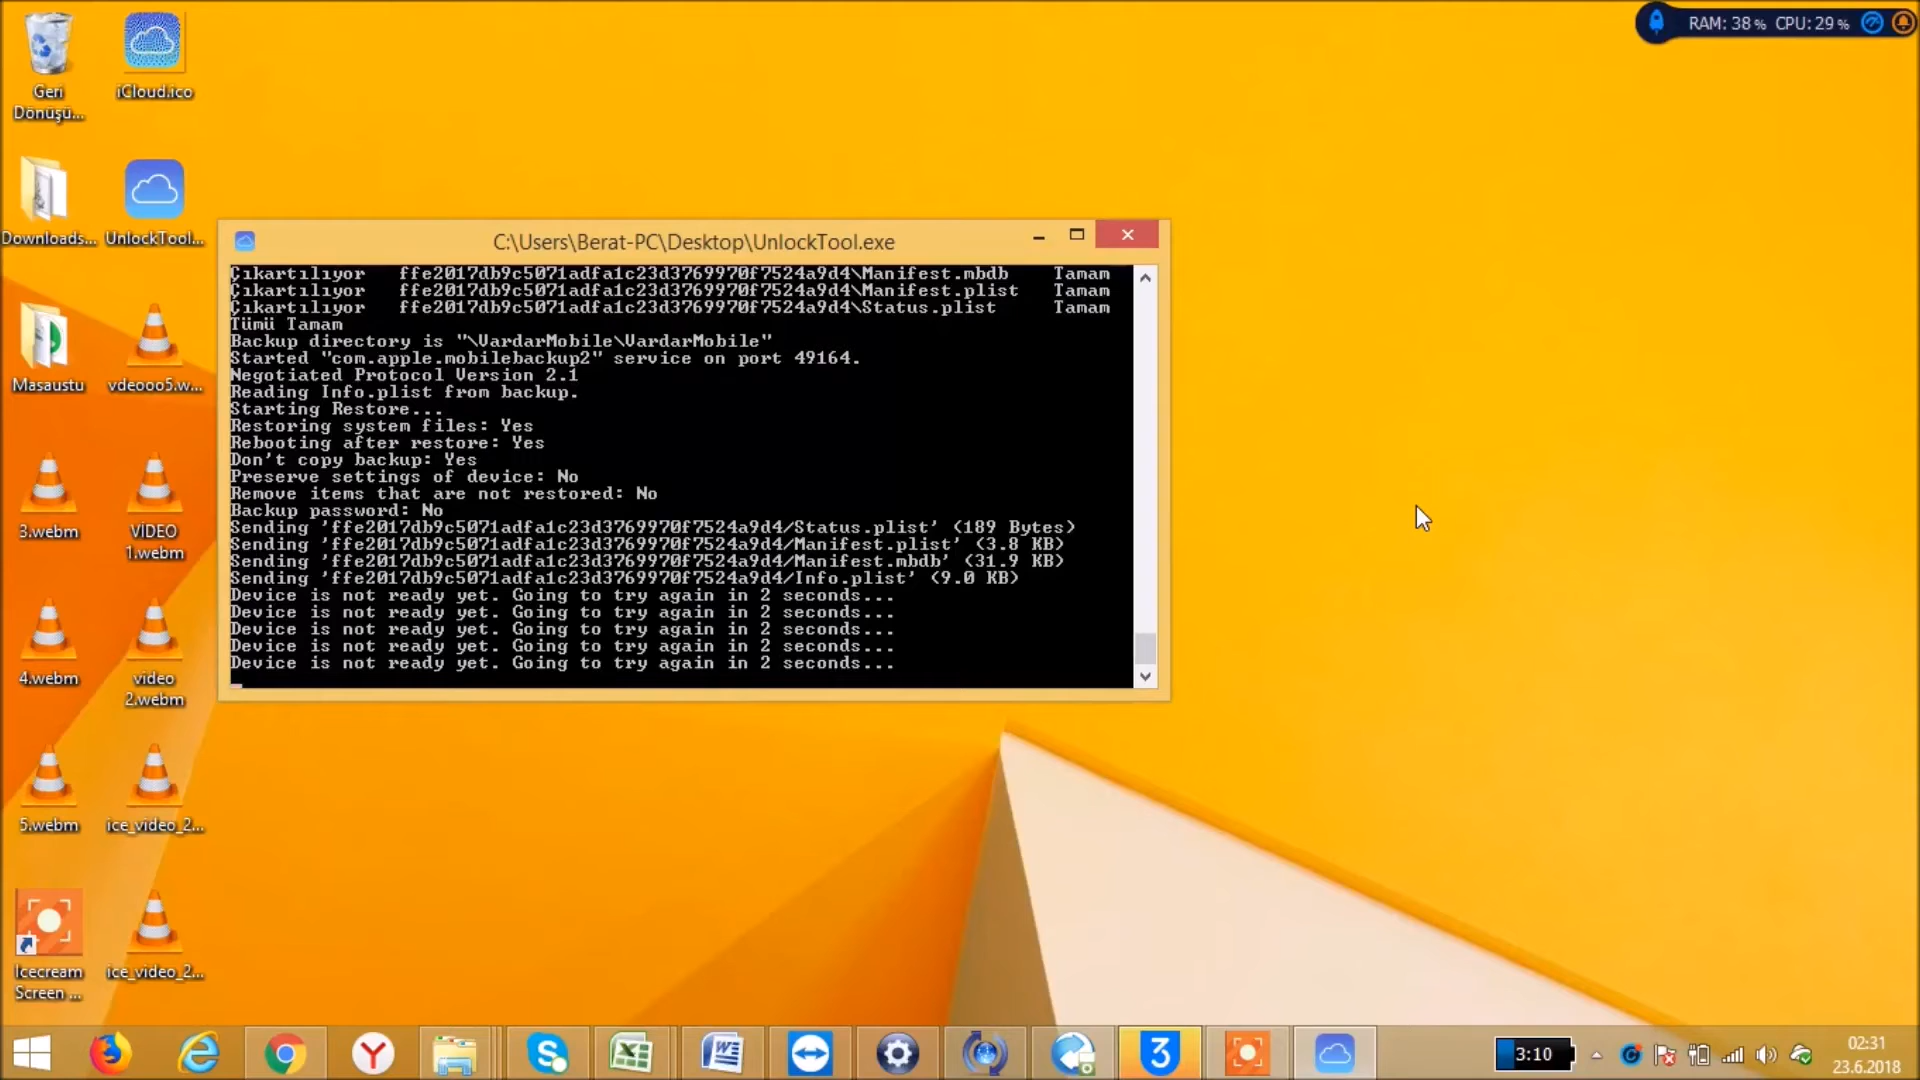 RAM: 38 % CPU: 29 %
Geri
Dönüşü...
iCloud.ico
Downloads...
UnlockTool...
Masaustu
vdeooo5.w...
3.webm
VİDEO
1.webm
4.webm
video
2.webm
5.webm
ice_video_2...
Icecream
Screen ...
ice_video_2...
C:\Users\Berat-PC\Desktop\UnlockTool.exe
Çıkartılıyor ffe2017db9c5071adfa1c23d3769970f7524a9d4\Manifest.mbdb Tamam
Çıkartılıyor ffe2017db9c5071adfa1c23d3769970f7524a9d4\Manifest.plist Tamam
Çıkartılıyor ffe2017db9c5071adfa1c23d3769970f7524a9d4\Status.plist Tamam
Tümü Tamam
Backup directory is "\VardarMobile\VardarMobile"
Started "com.apple.mobilebackup2" service on port 49164.
Negotiated Protocol Version 2.1
Reading Info.plist from backup.
Starting Restore...
Restoring system files: Yes
Rebooting after restore: Yes
Don't copy backup: Yes
Preserve settings of device: No
Remove items that are not restored: No
Backup password: No
Sending 'ffe2017db9c5071adfa1c23d3769970f7524a9d4/Status.plist' (189 Bytes)
Sending 'ffe2017db9c5071adfa1c23d3769970f7524a9d4/Manifest.plist' (3.8 KB)
Sending 'ffe2017db9c5071adfa1c23d3769970f7524a9d4/Manifest.mbdb' (31.9 KB)
Sending 'ffe2017db9c5071adfa1c23d3769970f7524a9d4/Info.plist' (9.0 KB)
Device is not ready yet. Going to try again in 2 seconds...
Device is not ready yet. Going to try again in 2 seconds...
Device is not ready yet. Going to try again in 2 seconds...
Device is not ready yet. Going to try again in 2 seconds...
Device is not ready yet. Going to try again in 2 seconds...
3:10
02:31
23.6.2018